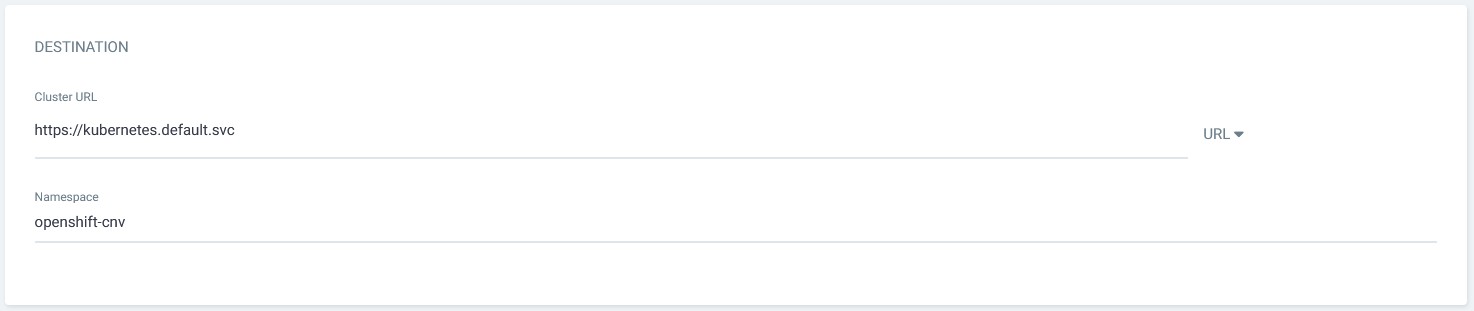 DESTINATION
Cluster URL
https://kubernetes.default.svc
URL
Namespace
openshift-cnv